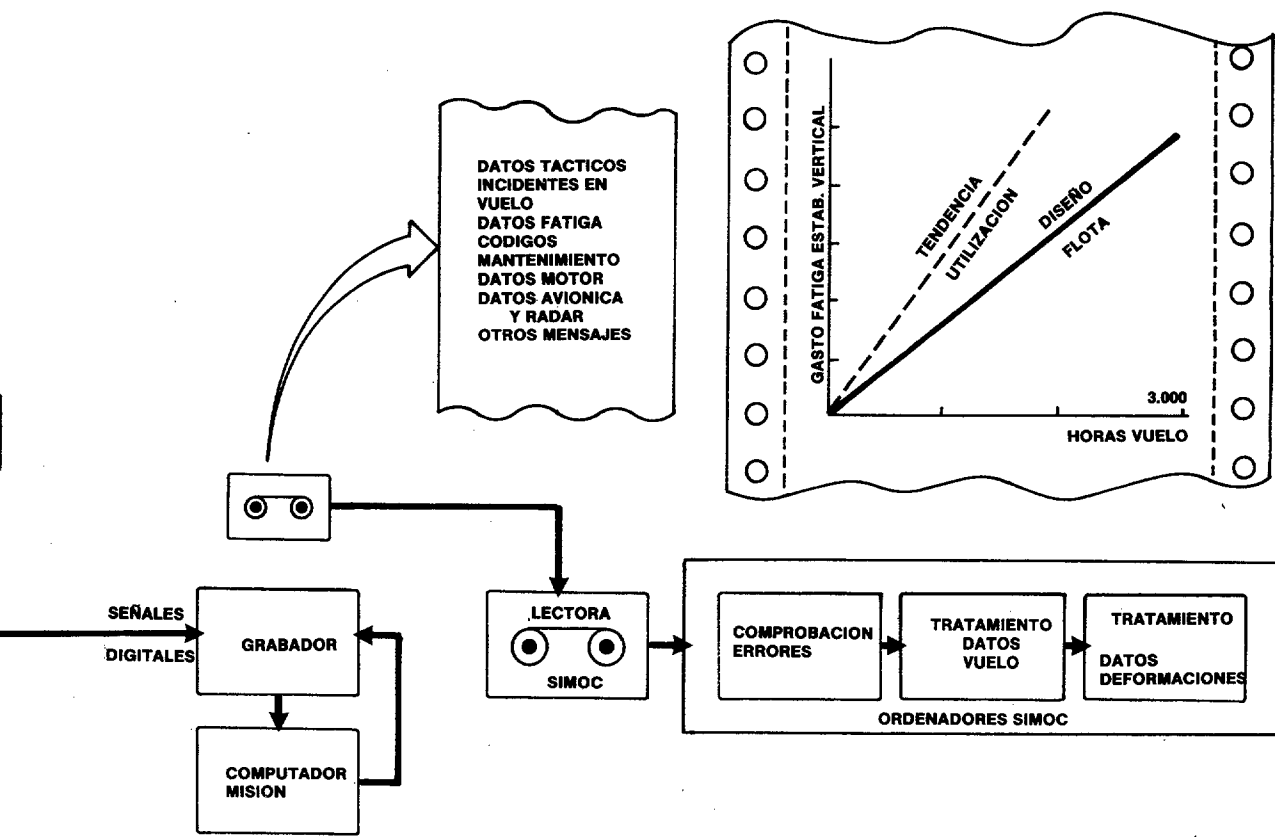 DATOS TACTICOS
INCIDENTES EN
VUELO
DATOS FATIGA
CODIGOS
MANTENIMIENTO
DATOS MOTOR
DATOS AVIONICA
Y RADAR
OTROS MENSAJES
GASTO FATIGA ESTAB. VERTICAL
TENDENCIA
UTILIZACION
DISEÑO
FLOTA
3.000
HORAS VUELO
SEÑALES
DIGITALES
GRABADOR
COMPUTADOR
MISION
LECTORA
SIMOC
COMPROBACION
ERRORES
TRATAMIENTO
DATOS
VUELO
TRATAMIENTO
DATOS
DEFORMACIONES
ORDENADORES SIMOC